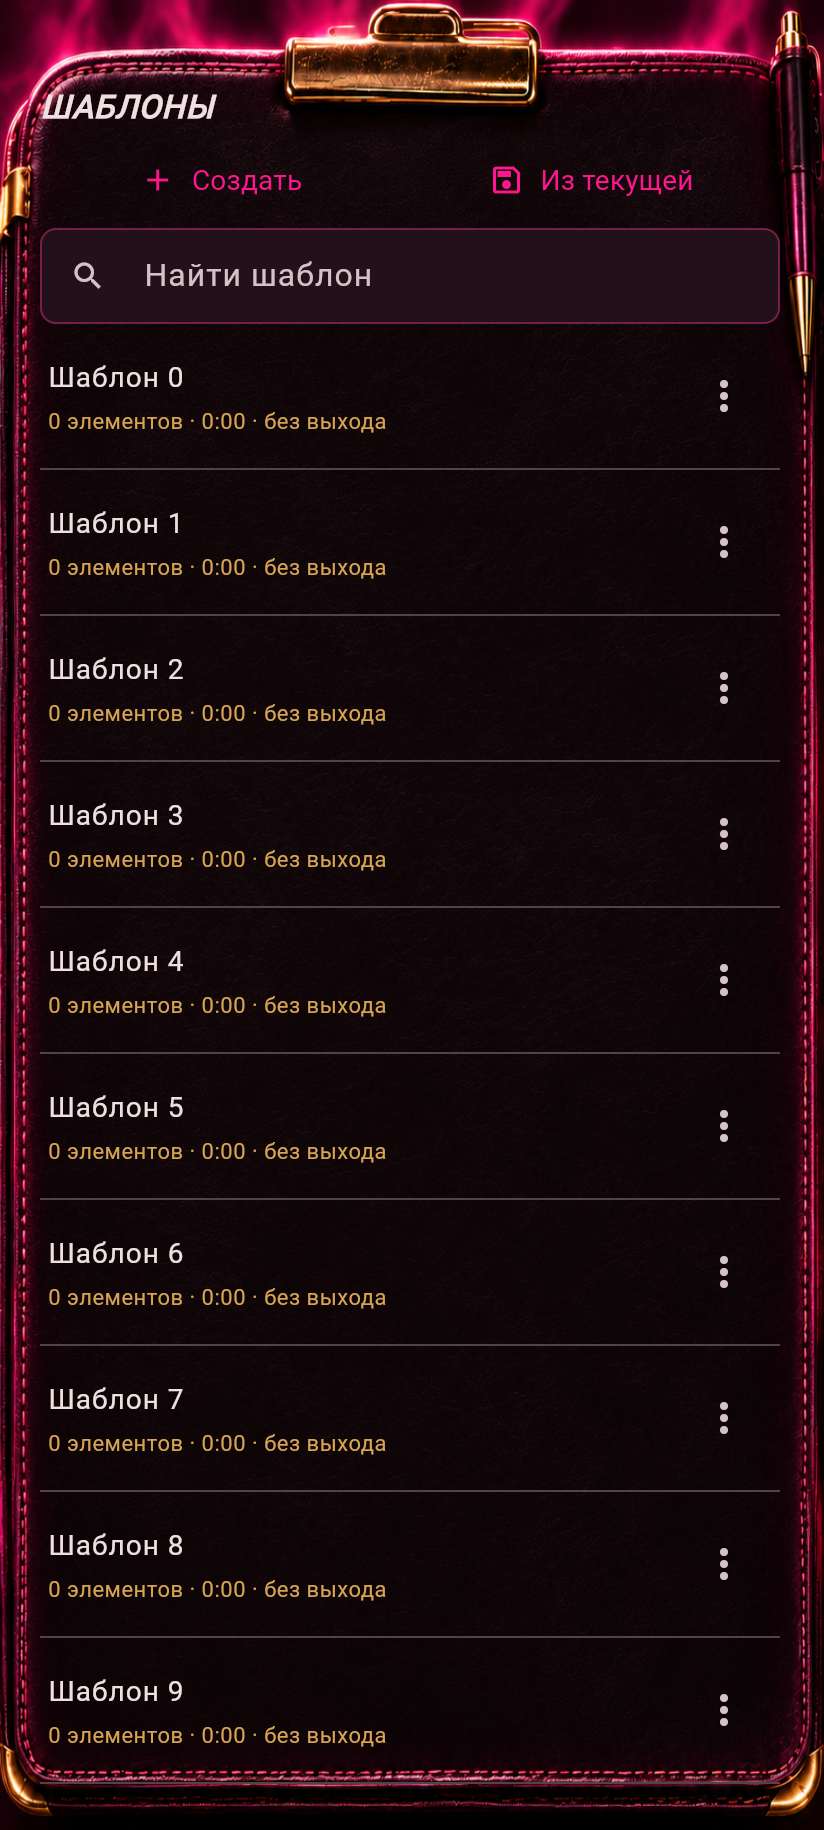 ШАБЛОНЫ
Создать
Из текущей
Найти шаблон
Шаблон 0
0 элементов · 0:00 · без выхода
Шаблон 1
0 элементов · 0:00 · без выхода
Шаблон 2
0 элементов · 0:00 · без выхода
Шаблон 3
0 элементов · 0:00 · без выхода
Шаблон 4
0 элементов · 0:00 · без выхода
Шаблон 5
0 элементов · 0:00 · без выхода
Шаблон 6
0 элементов · 0:00 · без выхода
Шаблон 7
0 элементов · 0:00 · без выхода
Шаблон 8
0 элементов · 0:00 · без выхода
Шаблон 9
0 элементов · 0:00 · без выхода